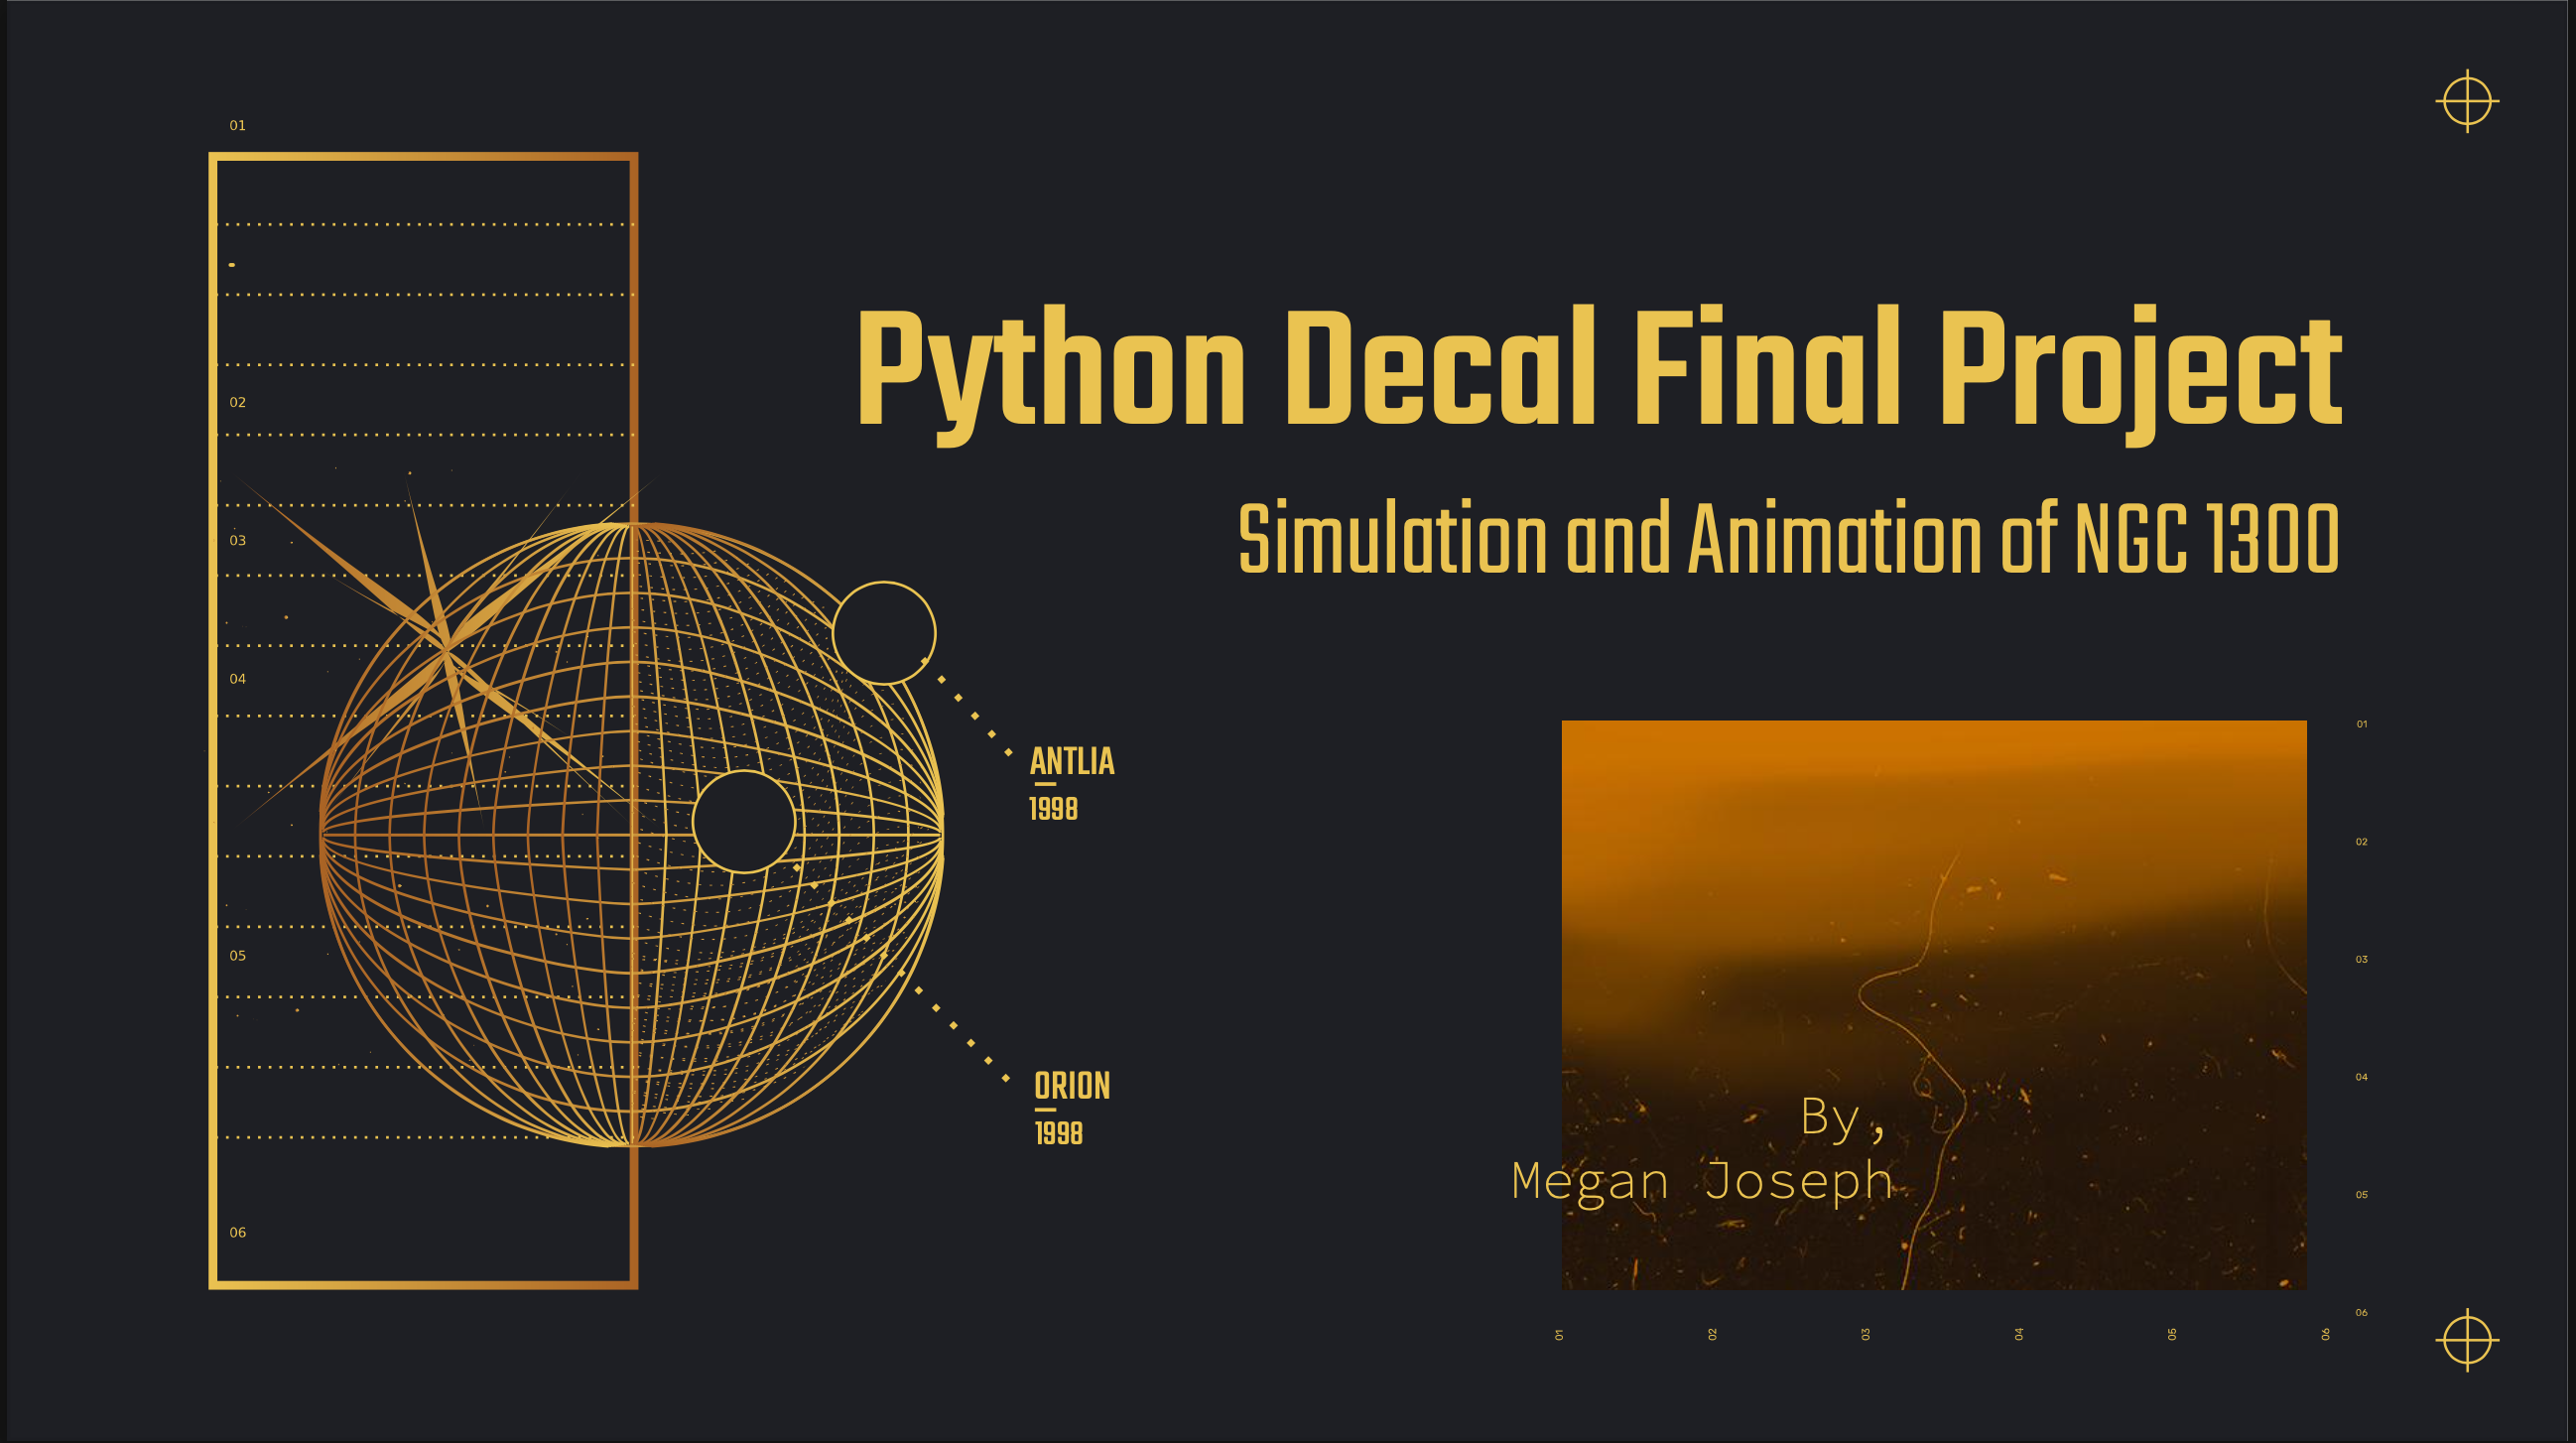 01
Python Decal Final Project
02
Simulation and Animation of NGC 1300
03
04
ANTLIA
1998
05
ORION
1998
06
By,
Megan Joseph
01
02
03
04
05
06
01 02 03 04 05 06